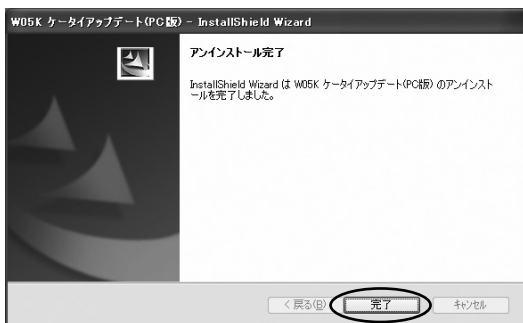 W05K ケータイアップデート(PC版) - InstallShield Wizard
アンインストール完了
InstallShield Wizard は W05K ケータイアップデート(PC版) のアンインスト
ールを完了しました。
< 戻る(B)
完了
キャンセル